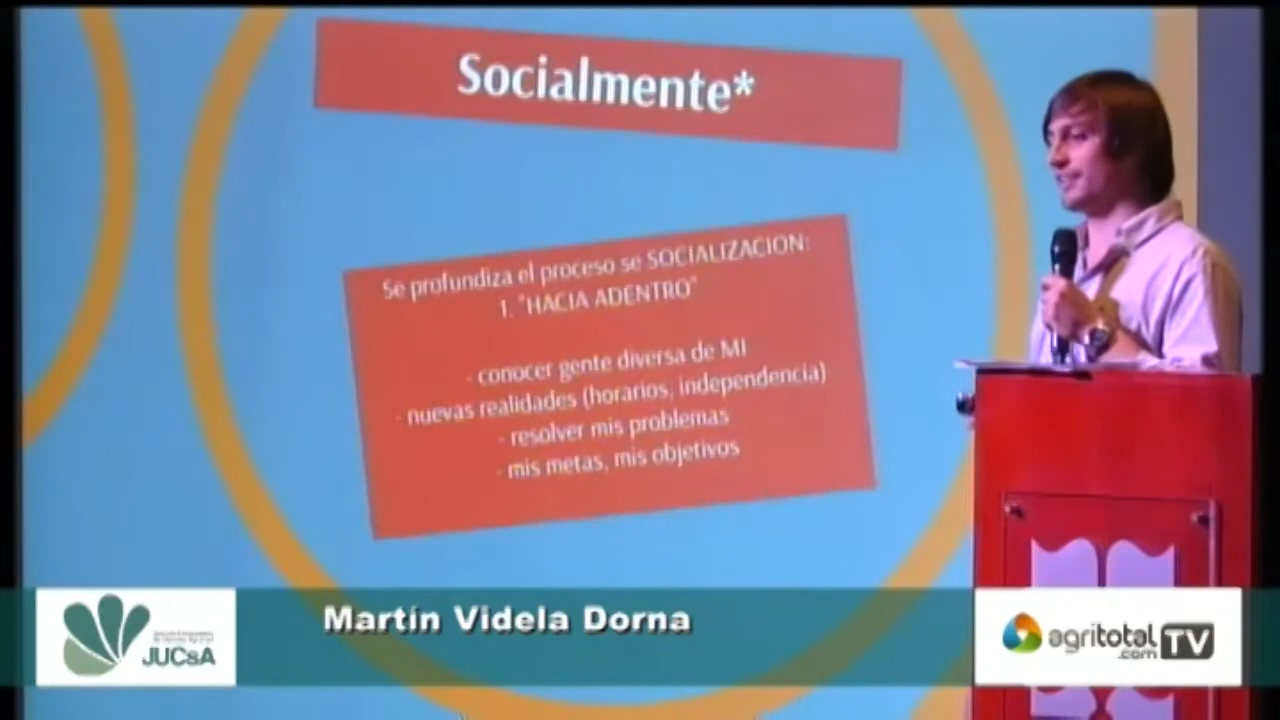 Socialmente*
Se profundiza el proceso se SOCIALIZACION:
1. "HACIA ADENTRO"
- conocer gente diversa de MI
- nuevas realidades (horarios, independencia)
- resolver mis problemas
- mis metas, mis objetivos
Martín Videla Dorna
JUC&A
agritotal
.com TV